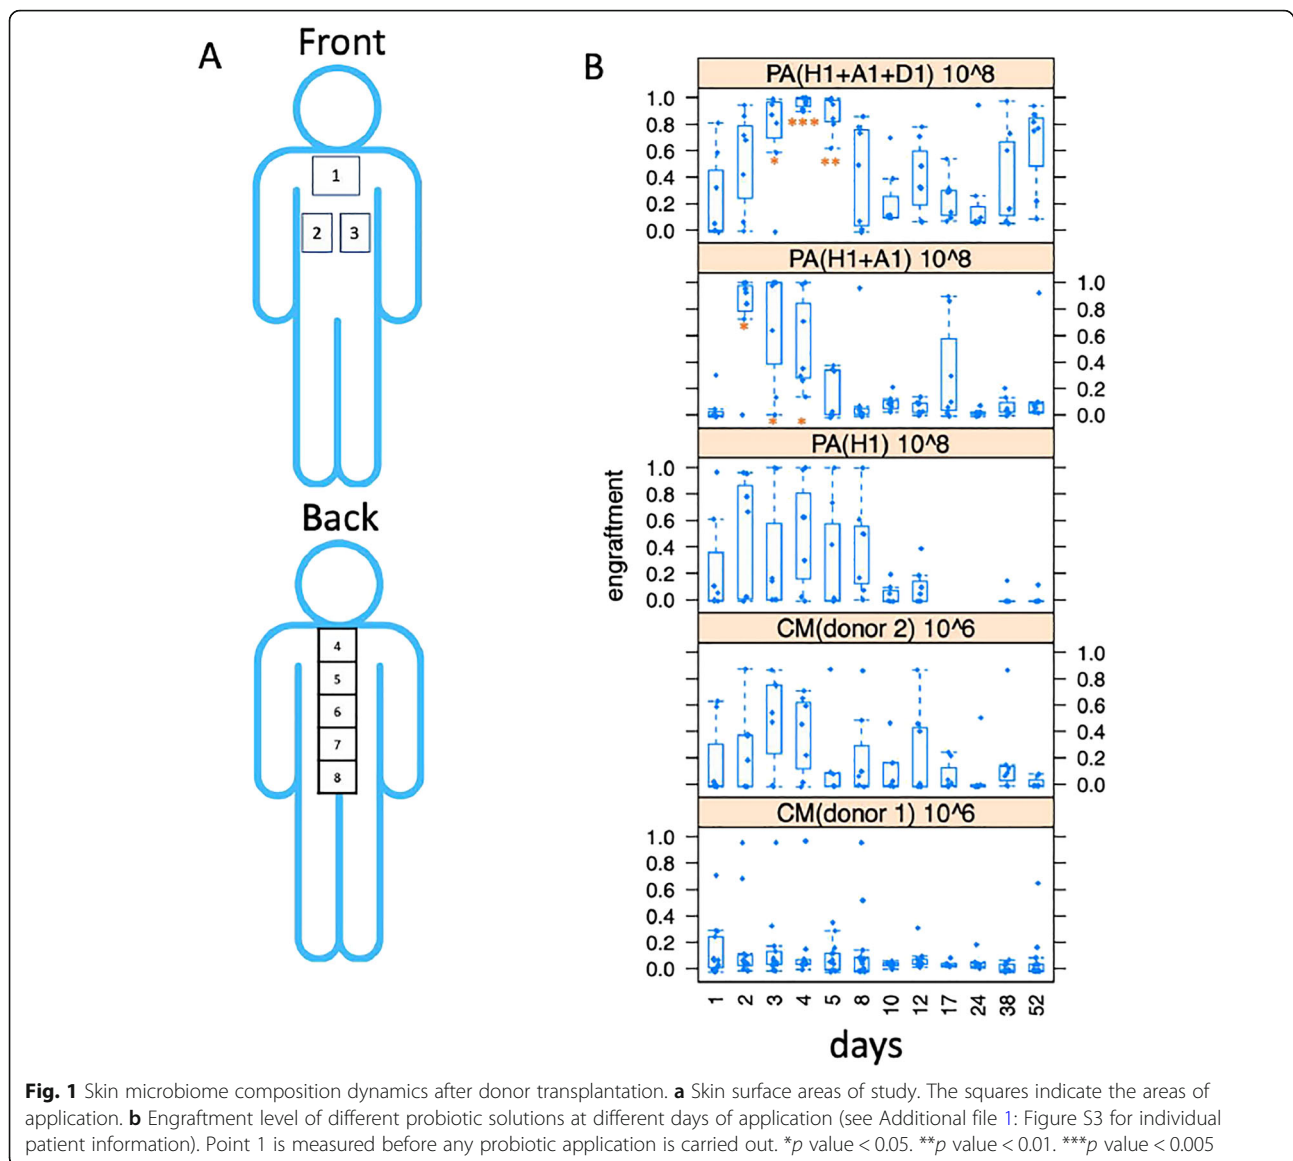 A
Front
1
2 3
Back
4
5
6
7
8
B
PA(H1+A1+D1) 10^8
1.0
0.8
0.6
0.4
0.2
0.0
***
*
**
PA(H1+A1) 10^8
1.0
0.8
0.6
0.4
0.2
0.0
*
* *
PA(H1) 10^8
1.0
0.8
0.6
0.4
0.2
0.0
engraftment
CM(donor 2) 10^6
1.0
0.8
0.6
0.4
0.2
0.0
CM(donor 1) 10^6
1.0
0.8
0.6
0.4
0.2
0.0
1 2 3 4 5 8 10 12 17 24 38 52
days
Fig. 1 Skin microbiome composition dynamics after donor transplantation. a Skin surface areas of study. The squares indicate the areas of
application. b Engraftment level of different probiotic solutions at different days of application (see Additional file 1: Figure S3 for individual
patient information). Point 1 is measured before any probiotic application is carried out. *p value < 0.05. **p value < 0.01. ***p value < 0.005